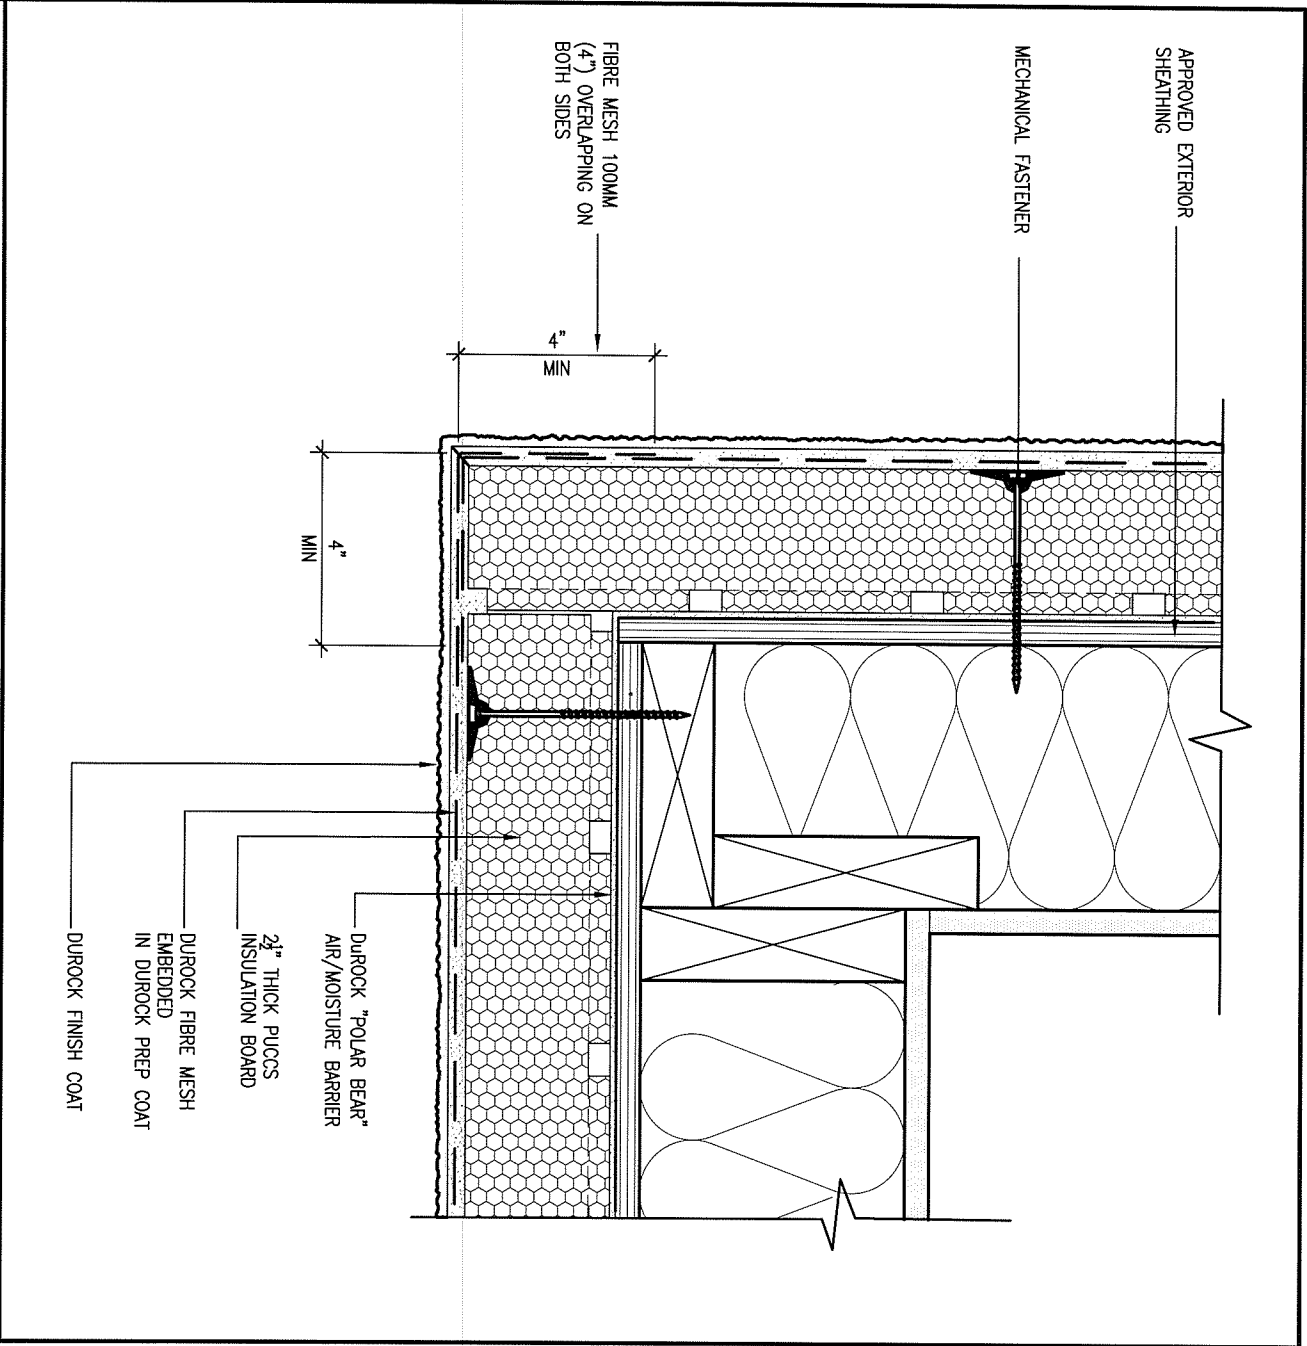 APPROVED EXTERIOR
SHEATHING
MECHANICAL FASTENER
FIBRE MESH 100MM
(4") OVERLAPPING ON
BOTH SIDES
4"
MIN
4"
MIN
DuROCK "POLAR BEAR"
AIR/MOISTURE BARRIER
2½" THICK PUCCS
INSULATION BOARD
DUROCK FIBRE MESH
EMBEDDED
IN DUROCK PREP COAT
DUROCK FINISH COAT